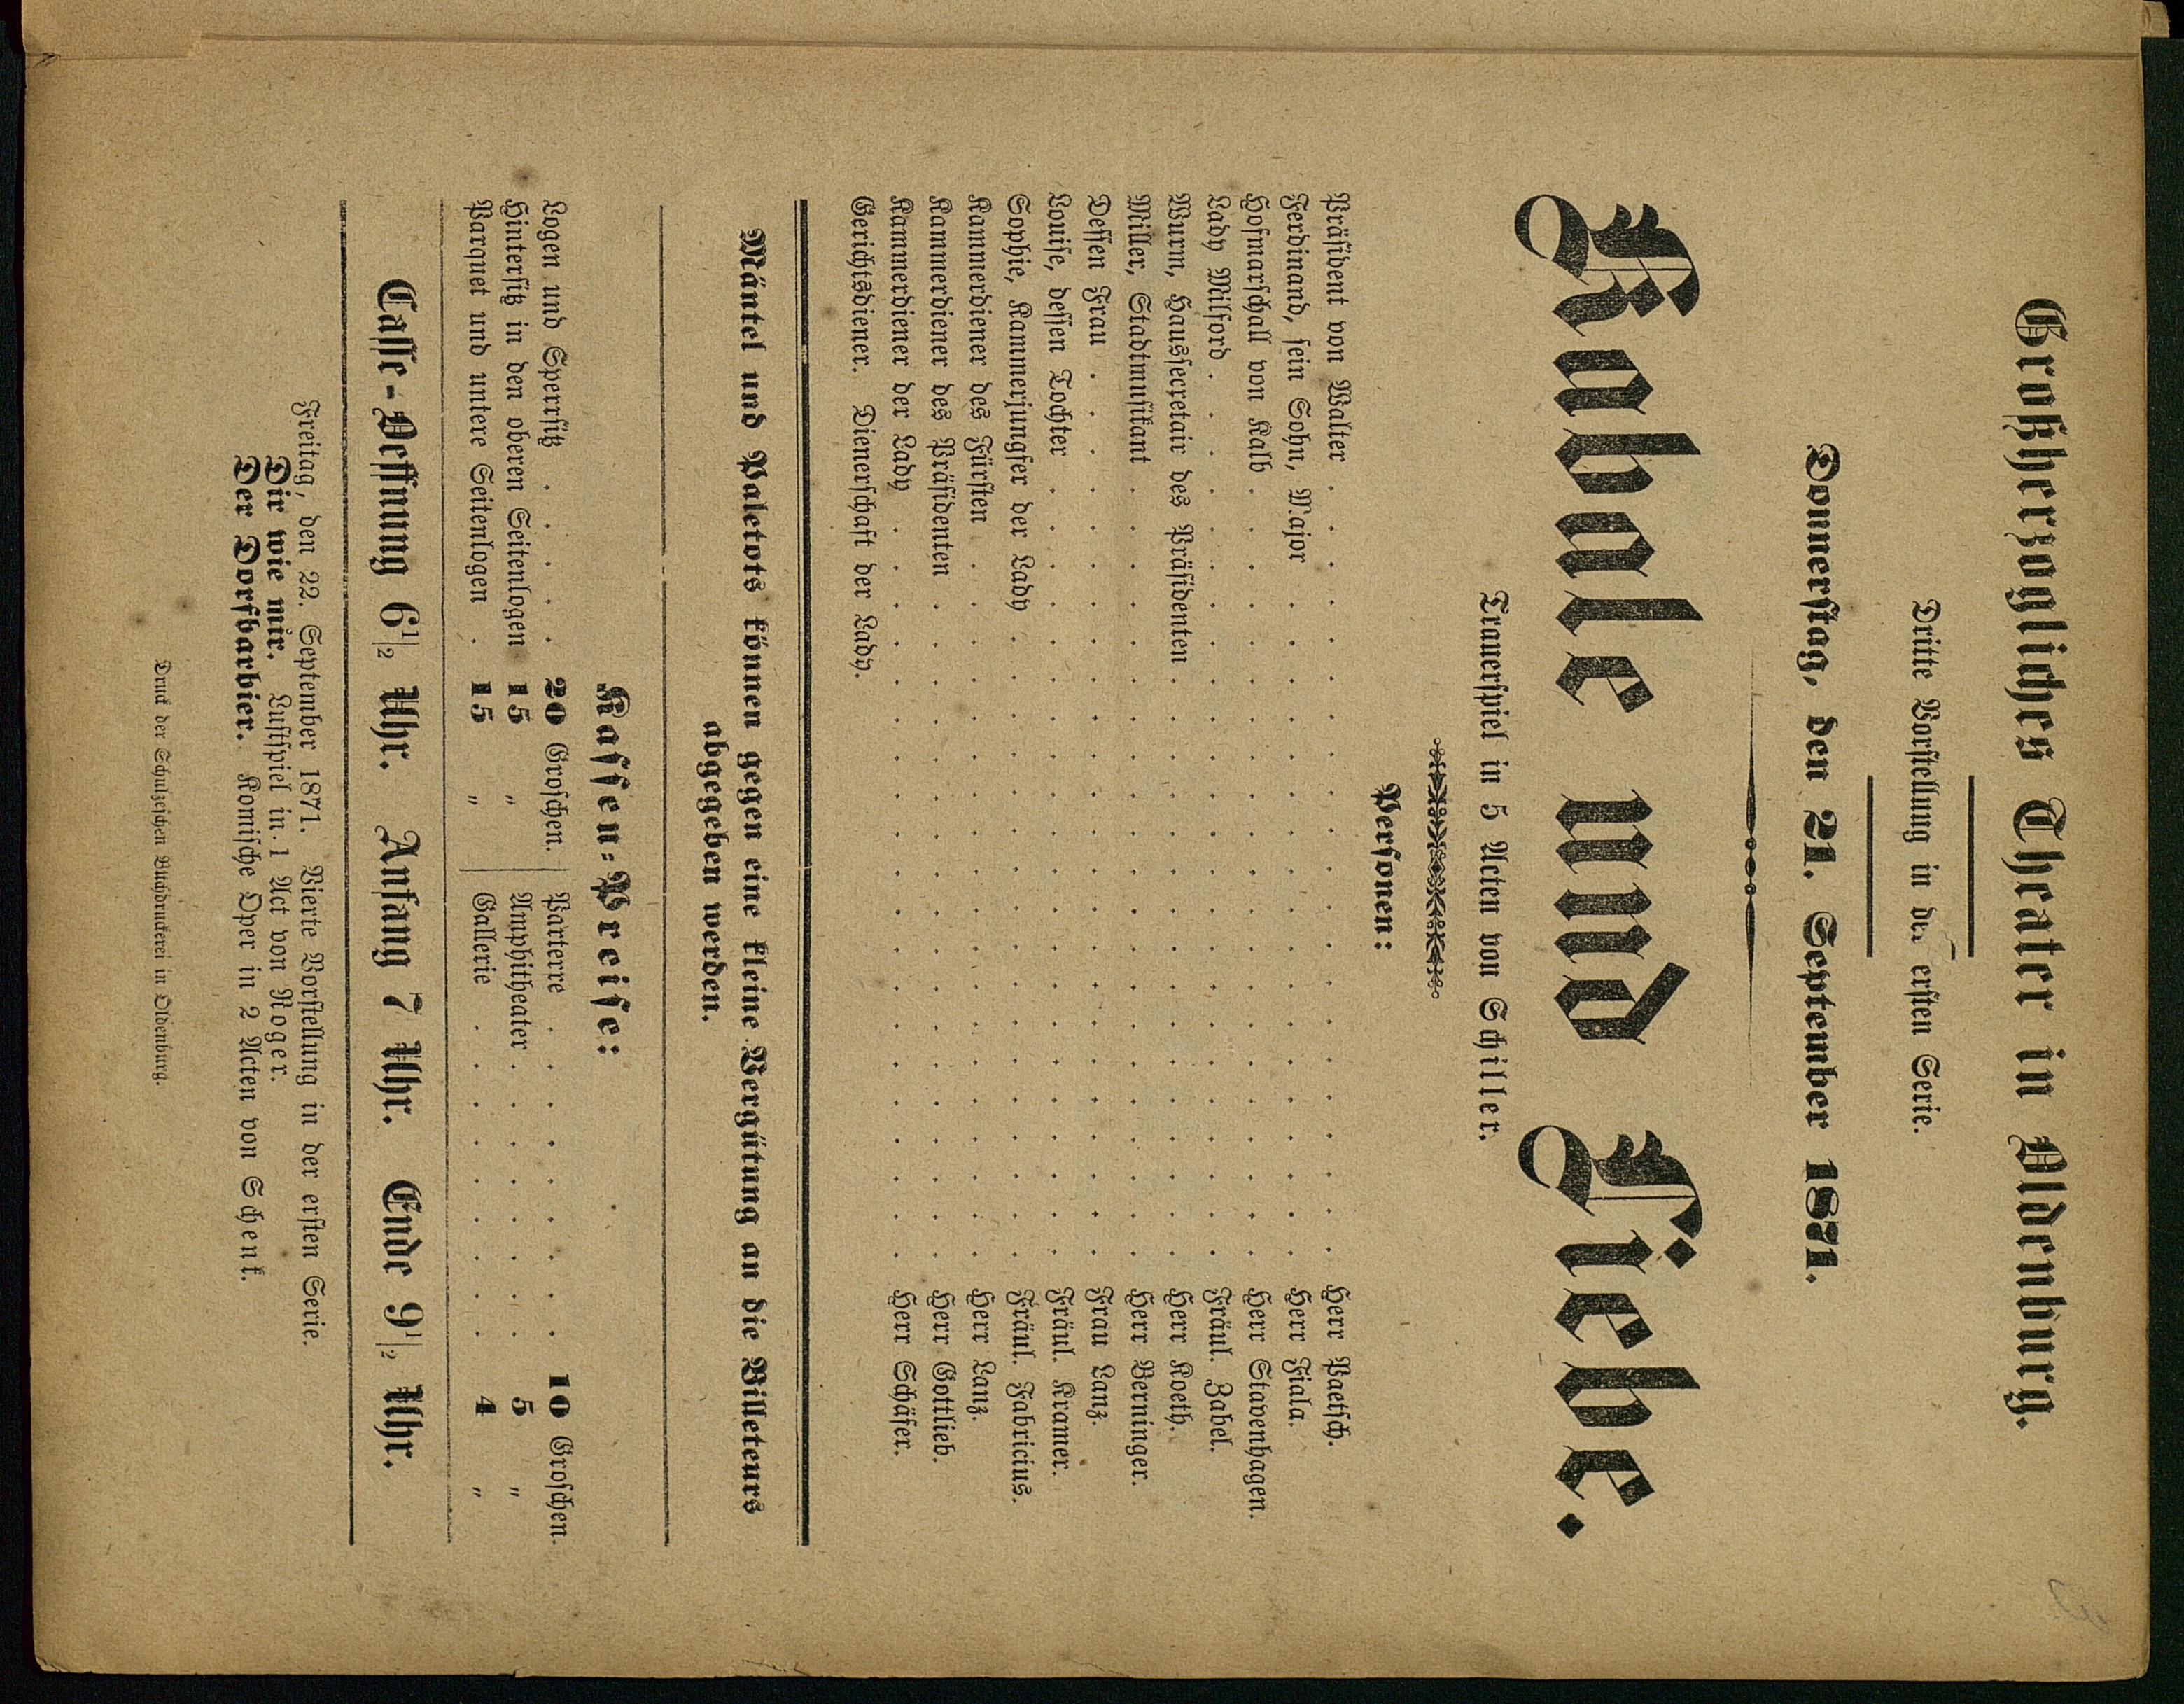 Großherzogliches Theater in Oldenburg.
Dritte Vorstellung in der ersten Serie.
Donnerstag, den 21. September 1871.
Kabale und Liebe.
Trauerspiel in 5 Acten von Schiller.
Personen:
Präsident von Walter . . . . Herr Paetsch.
Ferdinand, sein Sohn, Major . . . . Herr Fiala.
Hofmarschall von Kalb . . . . Herr Stavenhagen.
Lady Milford . . . . Fräul. Zabel.
Wurm, Haussecretair des Präsidenten . . . . Herr Koeth.
Miller, Stadtmusikant . . . . Herr Berninger.
Dessen Frau . . . . Frau Lanz.
Louise, dessen Tochter . . . . Fräul. Kramer.
Sophie, Kammerjungfer der Lady . . . . Fräul. Fabricius.
Kammerdiener des Fürsten . . . . Herr Lanz.
Kammerdiener des Präsidenten . . . . Herr Gottlieb.
Kammerdiener der Lady . . . . Herr Schäfer.
Gerichtsdiener. Dienerschaft der Lady.
Mäntel und Paletots können gegen eine kleine Vergütung an die Billeteurs
abgegeben werden.
Kassen-Preise:
Logen und Sperrsitz . . . . 20 Groschen. Parterre . . . . 10 Groschen.
Hintersitz in den oberen Seitenlogen 15 „ Amphitheater . . . . 5 „
Parquet und untere Seitenlogen . 15 „ Gallerie . . . . 4 „
Casse-Oeffnung 6½ Uhr. Anfang 7 Uhr. Ende 9½ Uhr.
Freitag, den 22. September 1871. Vierte Vorstellung in der ersten Serie.
Dir wie mir. Lustspiel in 1 Act von Roger.
Der Dorfbarbier. Komische Oper in 2 Acten von Schenk.
Druck der Schulzeschen Buchdruckerei in Oldenburg.